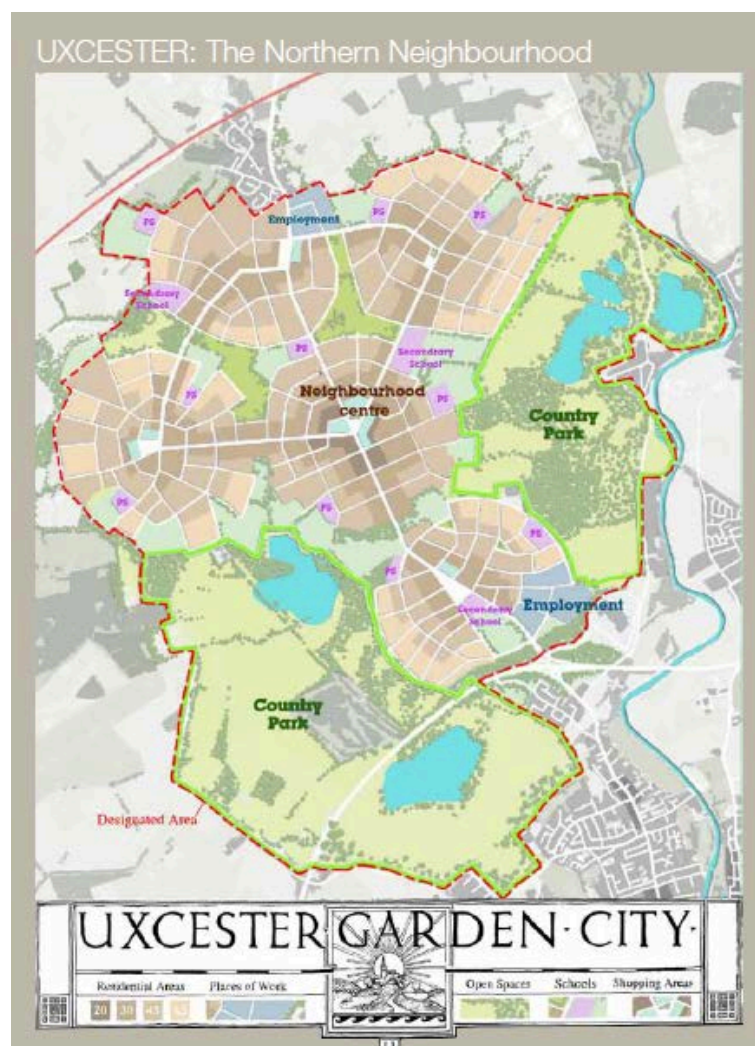 UXCESTER: The Northern Neighbourhood
Employment
PS
PS
PS
Secondary
School
PS
Secondary
School
PS
PS
Neighbourhood
centre
Country
Park
PS
PS
PS
PS
Secondary
School
Employment
Country
Park
Designated Area
UXCESTER·GARDEN·CITY·
Residential Areas
Places of Work
Open Spaces
Schools
Shopping Areas
20
30
45